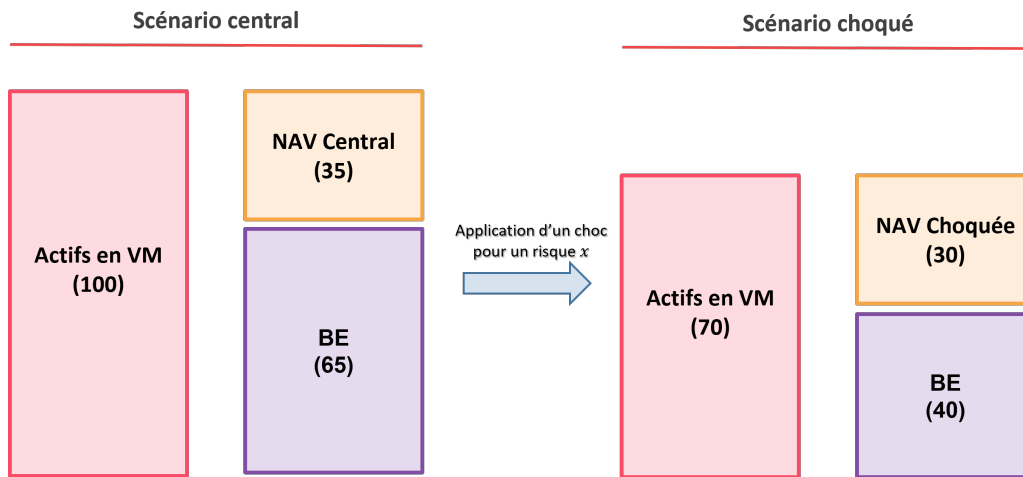 Scénario central
Scénario choqué
NAV Central
(35)
Actifs en VM
(100)
BE
(65)
Application d'un choc
pour un risque x
NAV Choquée
(30)
Actifs en VM
(70)
BE
(40)